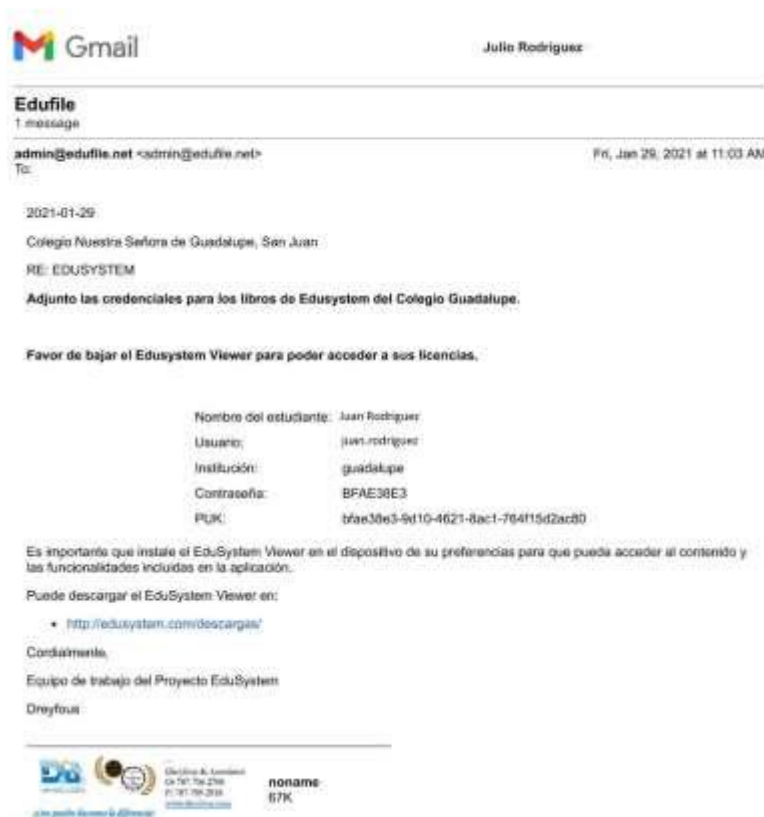 Gmail
Julio Rodriguez
Edufile
1 message
admin@edufile.net <admin@edufile.net>
Fri, Jan 29, 2021 at 11:03 AM
To:
2021-01-29
Colegio Nuestra Señora de Guadalupe, San Juan
RE: EDUSYSTEM
Adjunto las credenciales para los libros de Edusystem del Colegio Guadalupe.
Favor de bajar el Edusystem Viewer para poder acceder a sus licencias.
Nombre del estudiante: Juan Rodriguez
Usuario: juan.rodriguez
Institución: guadalupe
Contraseña: BFAE38E3
PUK: bfae38e3-9d10-4621-8ac1-764f15d2ac80
Es importante que instale el EduSystem Viewer en el dispositivo de su preferencias para que pueda acceder al contenido y
las funcionalidades incluidas en la aplicación.
Puede descargar el EduSystem Viewer en:
• http://edusystem.com/descargas/
Cordialmente,
Equipo de trabajo del Proyecto EduSystem
Dreyfous
noname
67K